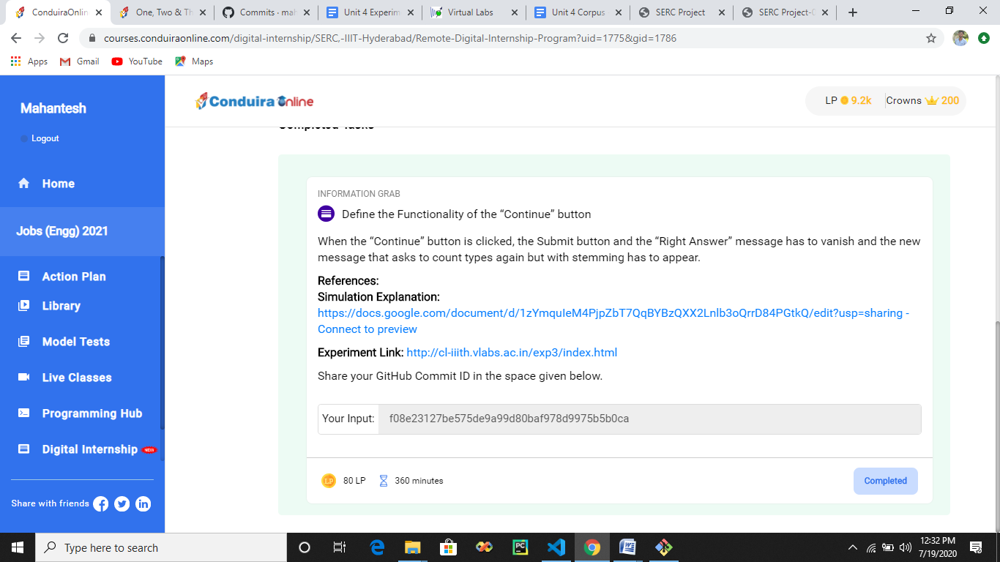 ConduiraOnlin
One, Two & Th
Commits · mah
Unit 4 Experim
Virtual Labs
Unit 4 Corpus
SERC Project
SERC Project-C
courses.conduiraonline.com/digital-internship/SERC,-IIIT-Hyderabad/Remote-Digital-Internship-Program?uid=1775&gid=1786
Apps
Gmail
YouTube
Maps
Mahantesh
Logout
Home
Jobs (Engg) 2021
Action Plan
Library
Model Tests
Live Classes
Programming Hub
Digital Internship NEW
Share with friends
Conduira Online
LP 9.2k Crowns 200
Completed Tasks
INFORMATION GRAB
Define the Functionality of the “Continue” button
When the “Continue” button is clicked, the Submit button and the “Right Answer” message has to vanish and the new
message that asks to count types again but with stemming has to appear.
References:
Simulation Explanation:
https://docs.google.com/document/d/1zYmquIeM4PjpZbT7QqBYBzQXX2Lnlb3oQrrD84PGtkQ/edit?usp=sharing -
Connect to preview
Experiment Link: http://cl-iiith.vlabs.ac.in/exp3/index.html
Share your GitHub Commit ID in the space given below.
Your Input: f08e23127be575de9a99d80baf978d9975b5b0ca
LP 80 LP 360 minutes
Completed
Type here to search
PC
12:32 PM
7/19/2020